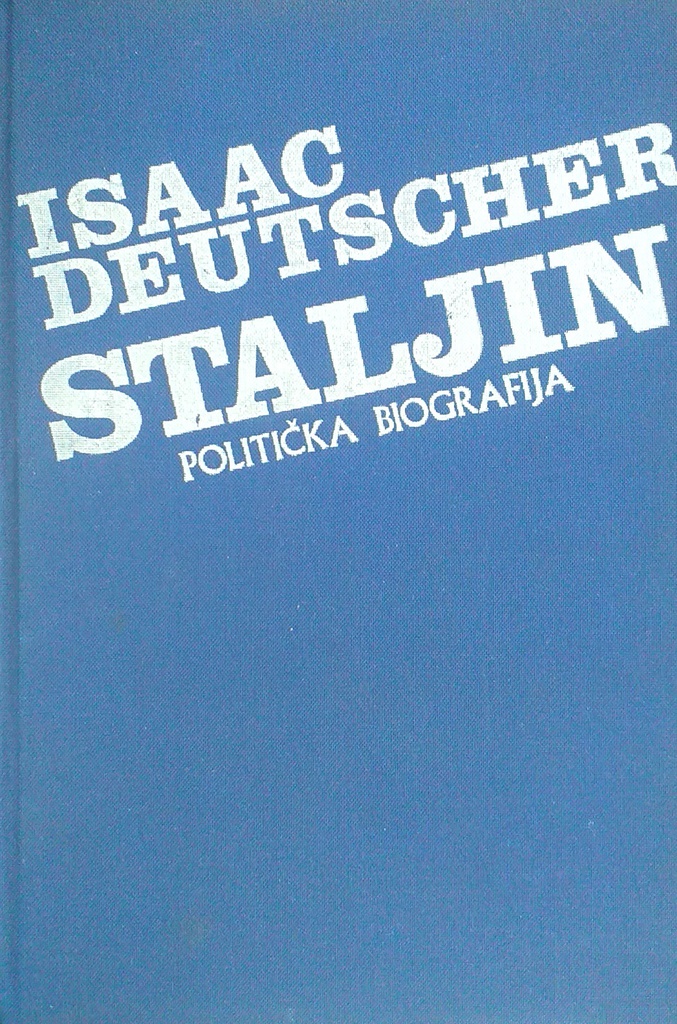 ISAAC
DEUTSCHER
STALJIN
POLITIČKA BIOGRAFIJA